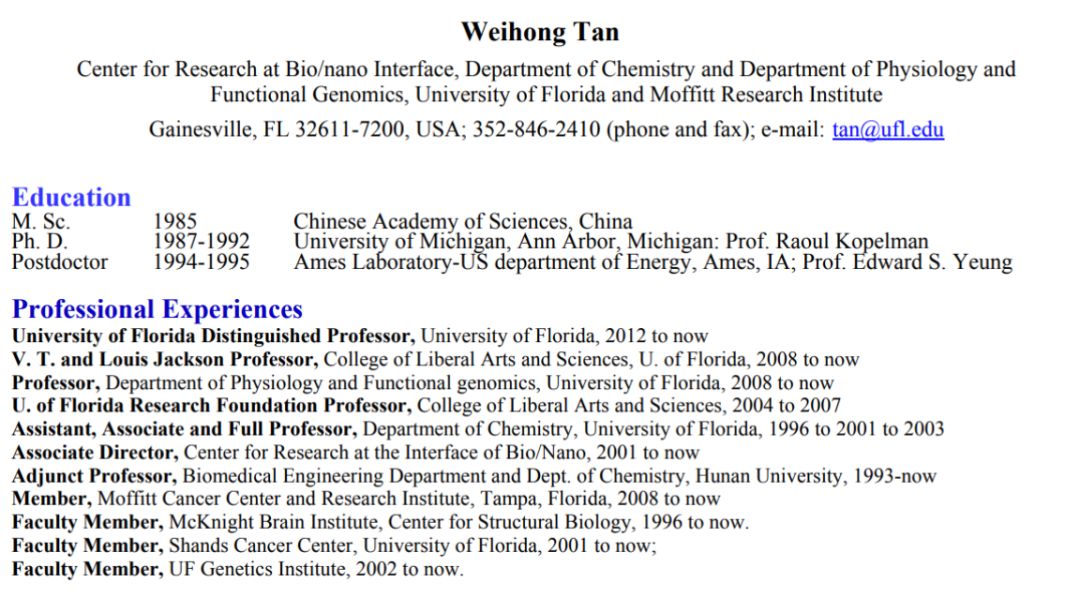 Weihong Tan
Center for Research at Bio/nano Interface, Department of Chemistry and Department of Physiology and
Functional Genomics, University of Florida and Moffitt Research Institute
Gainesville, FL 32611-7200, USA; 352-846-2410 (phone and fax); e-mail: tan@ufl.edu
Education
M. Sc. 1985 Chinese Academy of Sciences, China
Ph. D. 1987-1992 University of Michigan, Ann Arbor, Michigan: Prof. Raoul Kopelman
Postdoctor 1994-1995 Ames Laboratory-US department of Energy, Ames, IA; Prof. Edward S. Yeung
Professional Experiences
University of Florida Distinguished Professor, University of Florida, 2012 to now
V. T. and Louis Jackson Professor, College of Liberal Arts and Sciences, U. of Florida, 2008 to now
Professor, Department of Physiology and Functional genomics, University of Florida, 2008 to now
U. of Florida Research Foundation Professor, College of Liberal Arts and Sciences, 2004 to 2007
Assistant, Associate and Full Professor, Department of Chemistry, University of Florida, 1996 to 2001 to 2003
Associate Director, Center for Research at the Interface of Bio/Nano, 2001 to now
Adjunct Professor, Biomedical Engineering Department and Dept. of Chemistry, Hunan University, 1993-now
Member, Moffitt Cancer Center and Research Institute, Tampa, Florida, 2008 to now
Faculty Member, McKnight Brain Institute, Center for Structural Biology, 1996 to now.
Faculty Member, Shands Cancer Center, University of Florida, 2001 to now;
Faculty Member, UF Genetics Institute, 2002 to now.